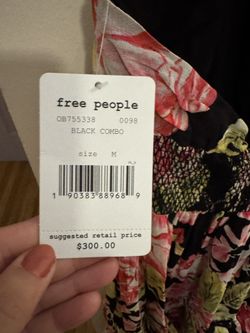 free people
OB755338 0098
BLACK COMBO
size M
1 90383 88968 9
suggested retail price
$300.00